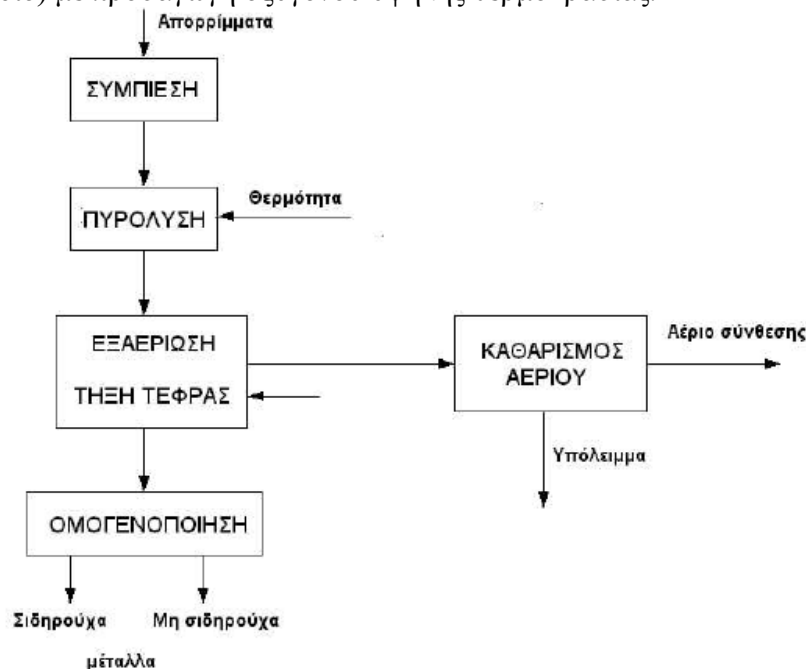 Απορρίμματα
ΣΥΜΠΙΕΣΗ
Θερμότητα
ΠΥΡΟΛΥΣΗ
ΕΞΑΕΡΙΩΣΗ
ΤΗΞΗ ΤΕΦΡΑΣ
ΚΑΘΑΡΙΣΜΟΣ
ΑΕΡΙΟΥ
Αέριο σύνθεσης
Υπόλειμμα
ΟΜΟΓΕΝΟΠΟΙΗΣΗ
Σιδηρούχα Μη σιδηρούχα
μέταλλα